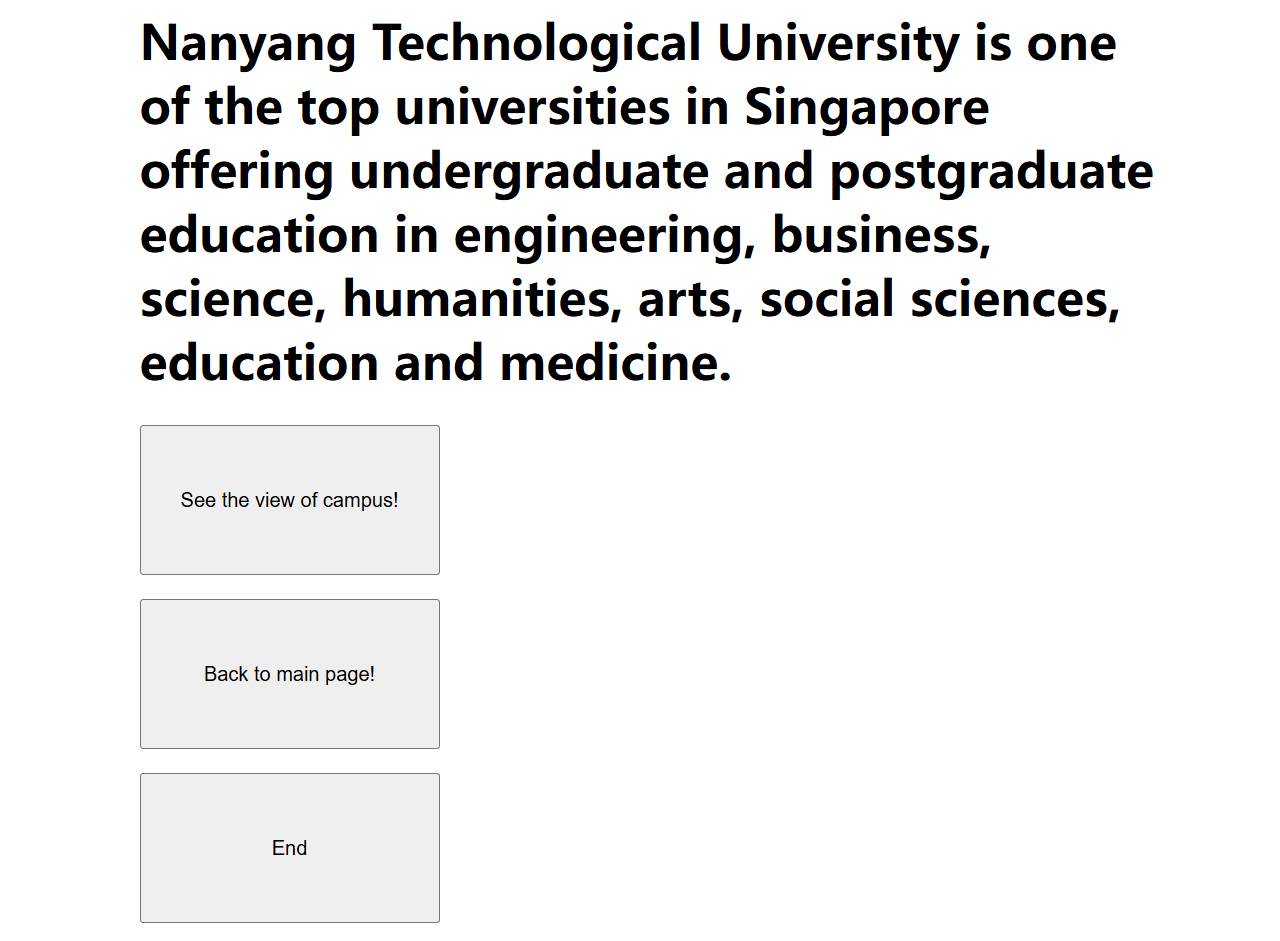 Nanyang Technological University is one
of the top universities in Singapore
offering undergraduate and postgraduate
education in engineering, business,
science, humanities, arts, social sciences,
education and medicine.
See the view of campus!
Back to main page!
End